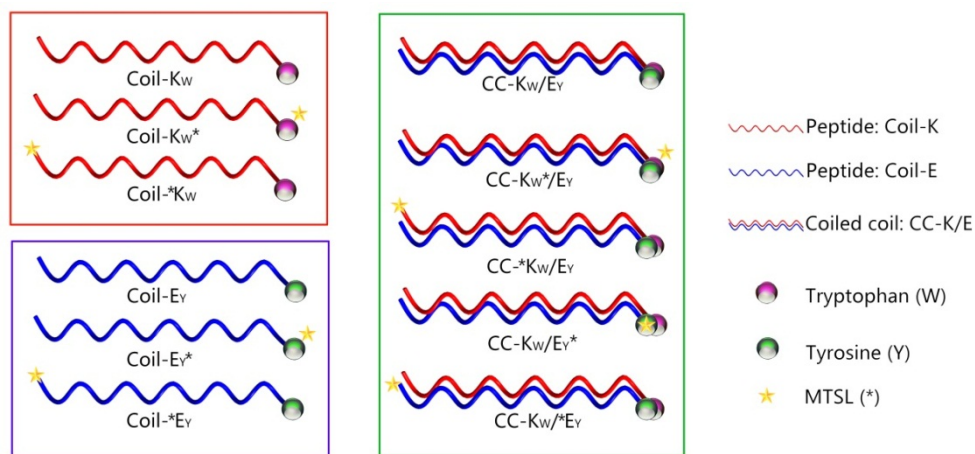 Coil-KW
Coil-KW*
Coil-*KW
Coil-EY
Coil-EY*
Coil-*EY
CC-KW/EY
CC-KW*/EY
CC-*KW/EY
CC-KW/EY*
CC-KW/*EY
Peptide: Coil-K
Peptide: Coil-E
Coiled coil: CC-K/E
Tryptophan (W)
Tyrosine (Y)
MTSL (*)